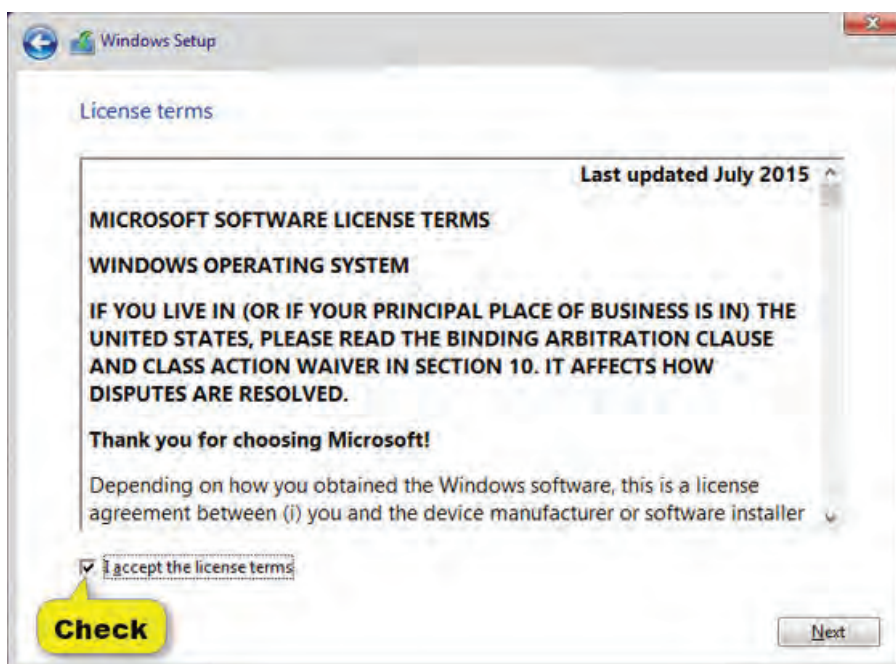 Windows Setup
License terms
Last updated July 2015
MICROSOFT SOFTWARE LICENSE TERMS
WINDOWS OPERATING SYSTEM
IF YOU LIVE IN (OR IF YOUR PRINCIPAL PLACE OF BUSINESS IS IN) THE
UNITED STATES, PLEASE READ THE BINDING ARBITRATION CLAUSE
AND CLASS ACTION WAIVER IN SECTION 10. IT AFFECTS HOW
DISPUTES ARE RESOLVED.
Thank you for choosing Microsoft!
Depending on how you obtained the Windows software, this is a license
agreement between (i) you and the device manufacturer or software installer
I accept the license terms
Check
Next